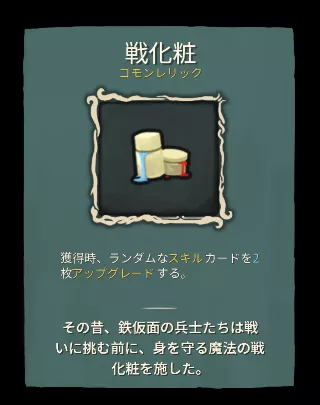 戦化粧
コモンレリック
獲得時、ランダムなスキルカードを2
枚アップグレードする。
その昔、鉄仮面の兵士たちは戦
いに挑む前に、身を守る魔法の戦
化粧を施した。